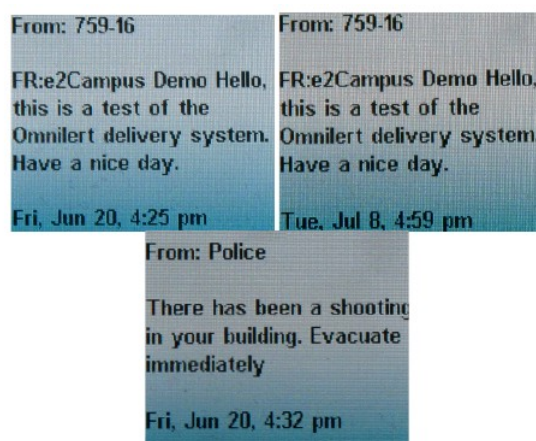 From: 759-16
FR:e2Campus Demo Hello,
this is a test of the
Omnilert delivery system.
Have a nice day.
Fri, Jun 20, 4:25 pm
From: 759-16
FR:e2Campus Demo Hello,
this is a test of the
Omnilert delivery system.
Have a nice day.
Tue, Jul 8, 4:59 pm
From: Police
There has been a shooting
in your building. Evacuate
immediately
Fri, Jun 20, 4:32 pm